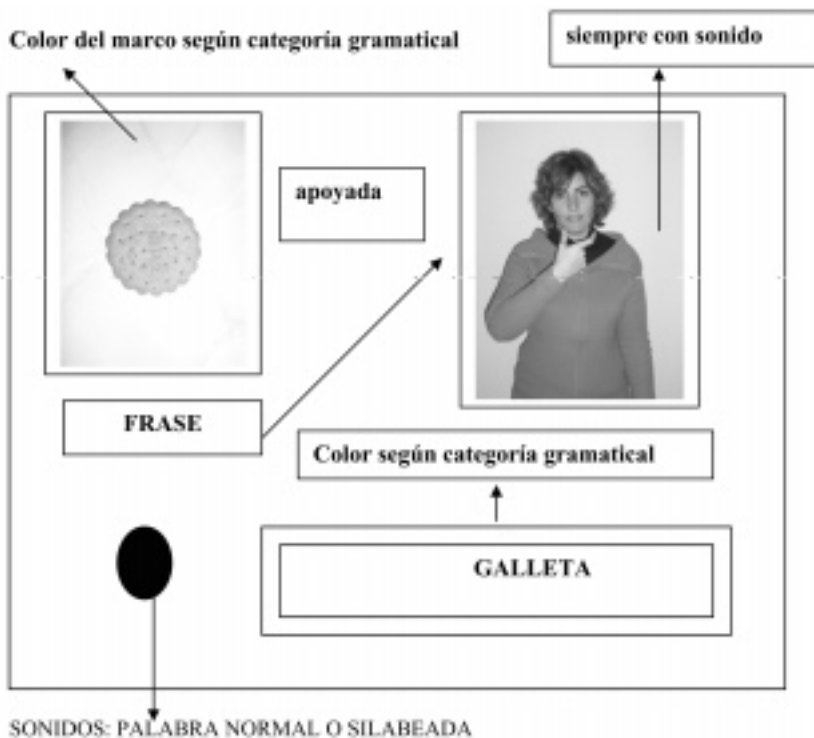 Color del marco según categoría gramatical
siempre con sonido
apoyada
FRASE
Color según categoría gramatical
GALLETA
SONIDOS: PALABRA NORMAL O SILABEADA